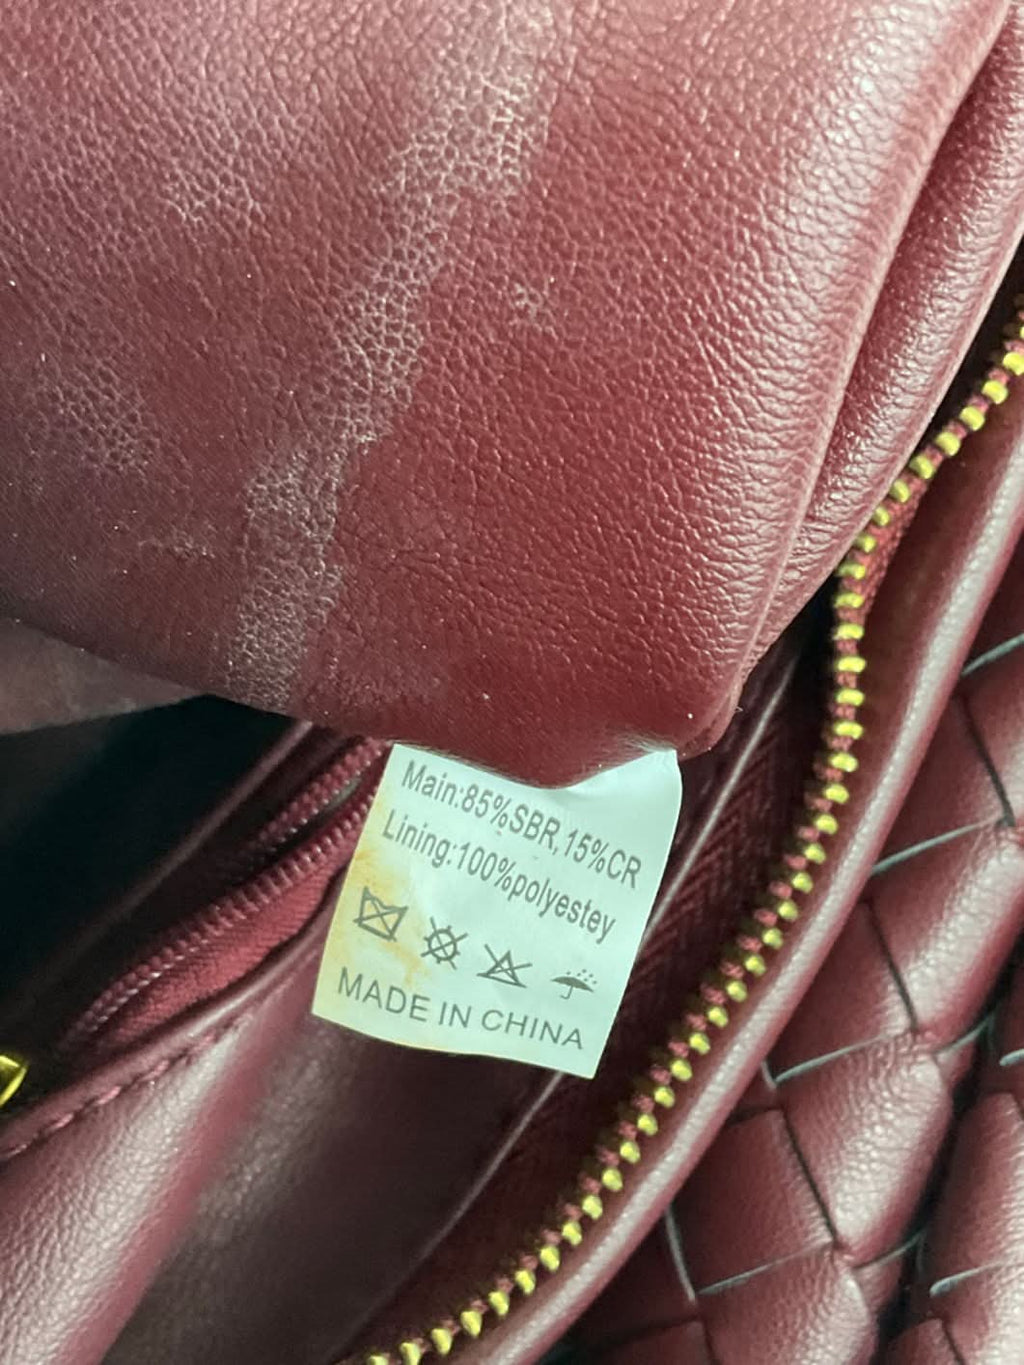 Main:85%SBR,15%CR
Lining:100%polyestey
MADE IN CHINA